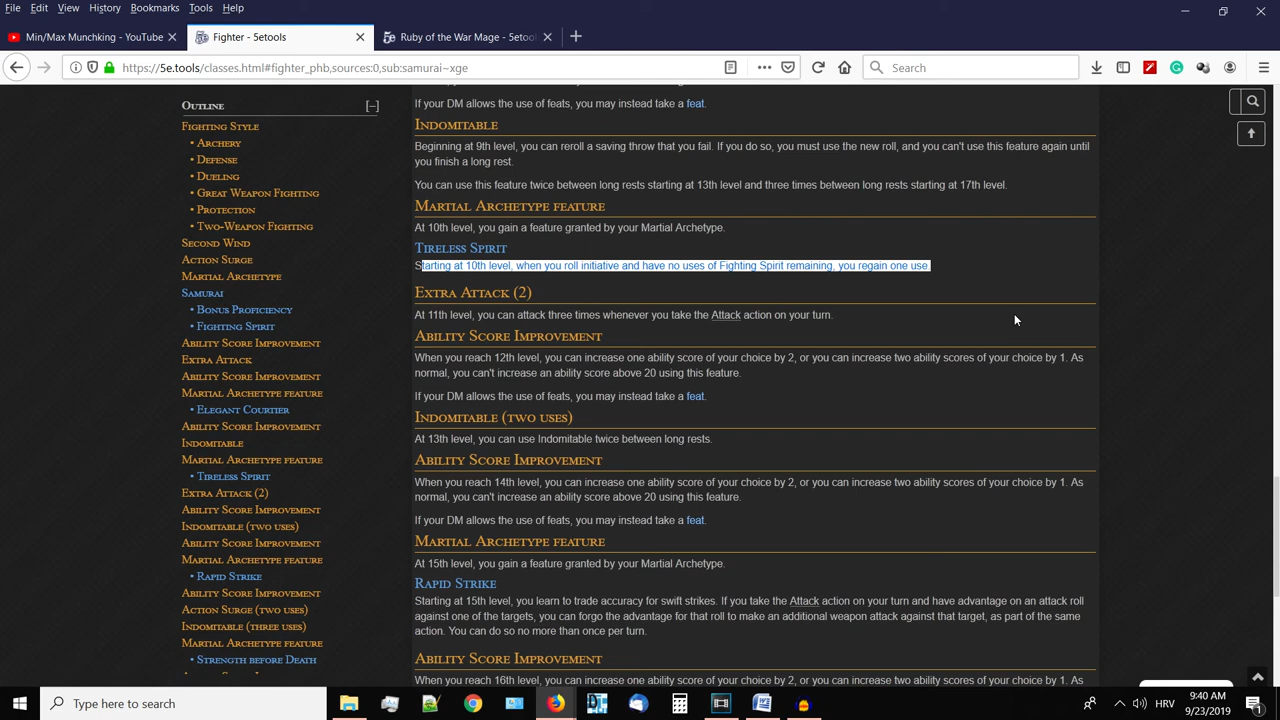 File Edit View History Bookmarks Tools Help
Min/Max Munchking - YouTube
Fighter - 5etools
Ruby of the War Mage - 5etool
https://5e.tools/classes.html#fighter_phb,sources:0,sub:samurai~xge
Search
Outline [–]
Fighting Style
• Archery
• Defense
• Dueling
• Great Weapon Fighting
• Protection
• Two-Weapon Fighting
Second Wind
Action Surge
Martial Archetype
Samurai
• Bonus Proficiency
• Fighting Spirit
Ability Score Improvement
Extra Attack
Ability Score Improvement
Martial Archetype feature
• Elegant Courtier
Ability Score Improvement
Indomitable
Martial Archetype feature
• Tireless Spirit
Extra Attack (2)
Ability Score Improvement
Indomitable (two uses)
Ability Score Improvement
Martial Archetype feature
• Rapid Strike
Ability Score Improvement
Action Surge (two uses)
Indomitable (three uses)
Martial Archetype feature
• Strength before Death
If your DM allows the use of feats, you may instead take a feat.
Indomitable
Beginning at 9th level, you can reroll a saving throw that you fail. If you do so, you must use the new roll, and you can't use this feature again until
you finish a long rest.
You can use this feature twice between long rests starting at 13th level and three times between long rests starting at 17th level.
Martial Archetype feature
At 10th level, you gain a feature granted by your Martial Archetype.
Tireless Spirit
Starting at 10th level, when you roll initiative and have no uses of Fighting Spirit remaining, you regain one use.
Extra Attack (2)
At 11th level, you can attack three times whenever you take the Attack action on your turn.
Ability Score Improvement
When you reach 12th level, you can increase one ability score of your choice by 2, or you can increase two ability scores of your choice by 1. As
normal, you can't increase an ability score above 20 using this feature.
If your DM allows the use of feats, you may instead take a feat.
Indomitable (two uses)
At 13th level, you can use Indomitable twice between long rests.
Ability Score Improvement
When you reach 14th level, you can increase one ability score of your choice by 2, or you can increase two ability scores of your choice by 1. As
normal, you can't increase an ability score above 20 using this feature.
If your DM allows the use of feats, you may instead take a feat.
Martial Archetype feature
At 15th level, you gain a feature granted by your Martial Archetype.
Rapid Strike
Starting at 15th level, you learn to trade accuracy for swift strikes. If you take the Attack action on your turn and have advantage on an attack roll
against one of the targets, you can forgo the advantage for that roll to make an additional weapon attack against that target, as part of the same
action. You can do so no more than once per turn.
Ability Score Improvement
When you reach 16th level, you can increase one ability score of your choice by 2, or you can increase two ability scores of your choice by 1. As
Type here to search
HRV
9:40 AM
9/23/2019
1